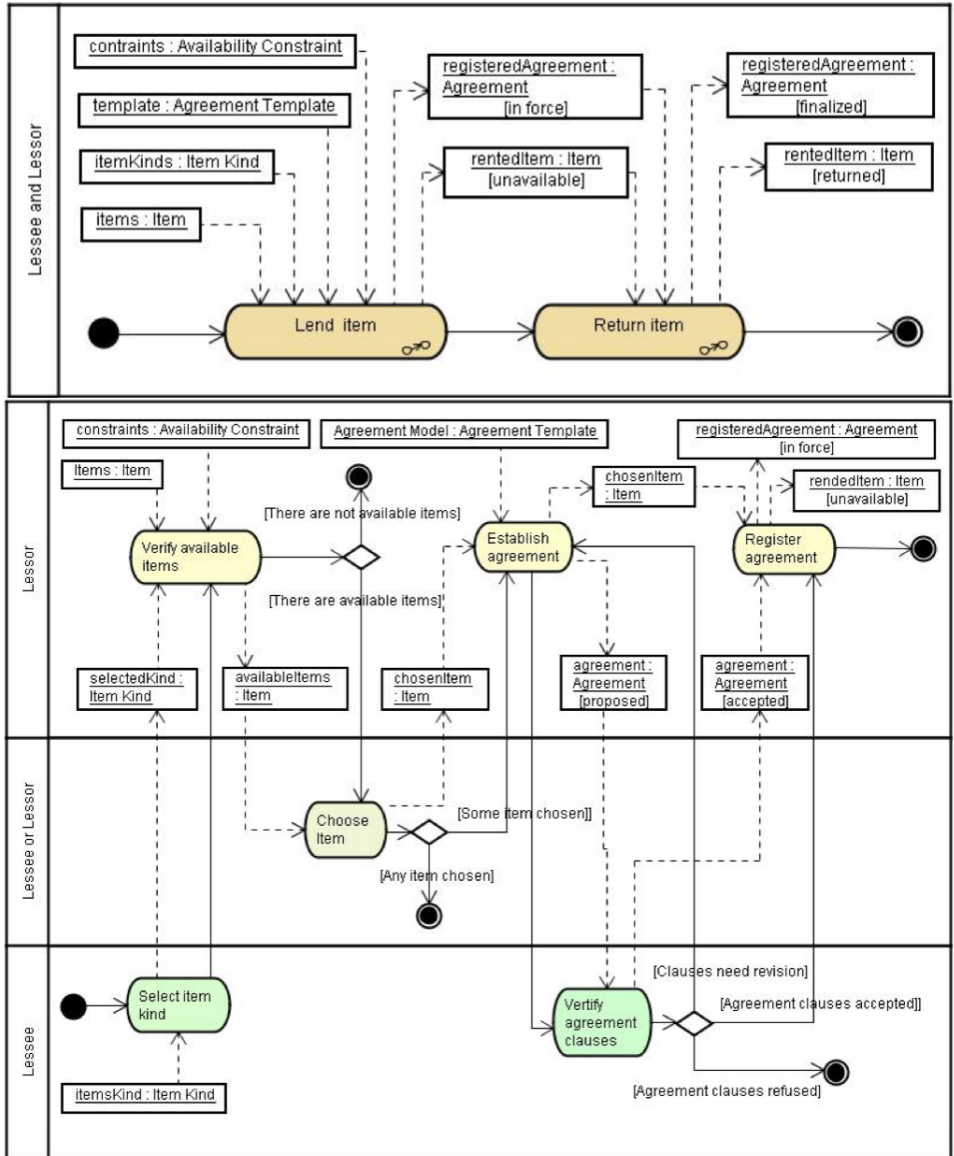 Lessee and Lessor
contraints : Availability Constraint
template : Agreement Template
itemKinds : Item Kind
items : Item
registeredAgreement :
Agreement
[in force]
rentedItem : Item
[unavailable]
registeredAgreement :
Agreement
[finalized]
rentedItem : Item
[returned]
Lend item
Return item
Lessor
constraints : Availability Constraint
Items : Item
Agreement Model : Agreement Template
registeredAgreement : Agreement
[in force]
chosenItem
: Item
rendedItem : Item
[unavailable]
[There are not available items]
Verify available
items
Establish
agreement
Register
agreement
[There are available items]
selectedKind :
Item Kind
availableItems
: Item
chosenItem
: Item
agreement :
Agreement
[proposed]
agreement :
Agreement
[accepted]
Lessee or Lessor
Choose
Item
[Some item chosen]]
[Any item chosen]
Lessee
Select item
kind
[Clauses need revision]
Vertify
agreement
clauses
[Agreement clauses accepted]]
itemsKind : Item Kind
[Agreement clauses refused]